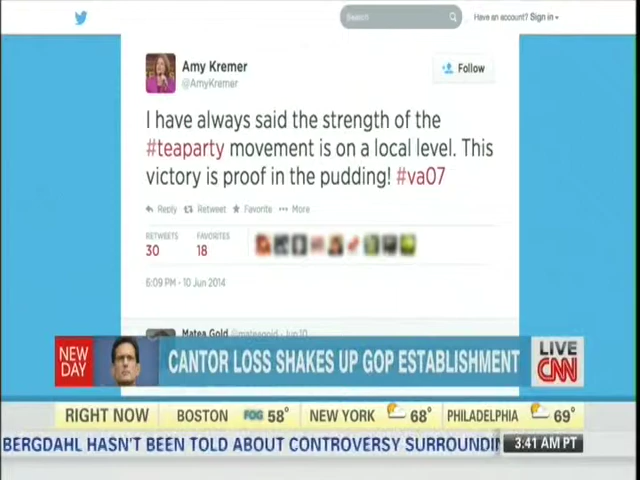 Search
Have an account? Sign in
Amy Kremer
@AmyKremer
Follow
I have always said the strength of the
#teaparty movement is on a local level. This
victory is proof in the pudding! #va07
Reply Retweet Favorite More
RETWEETS FAVORITES
30 18
6:09 PM - 10 Jun 2014
Matea Gold @mateagold · Jun 10
NEW
DAY
CANTOR LOSS SHAKES UP GOP ESTABLISHMENT
LIVE
CNN
RIGHT NOW BOSTON FOG 58° NEW YORK 68° PHILADELPHIA 69°
BERGDAHL HASN'T BEEN TOLD ABOUT CONTROVERSY SURROUNDIN
3:41 AM PT